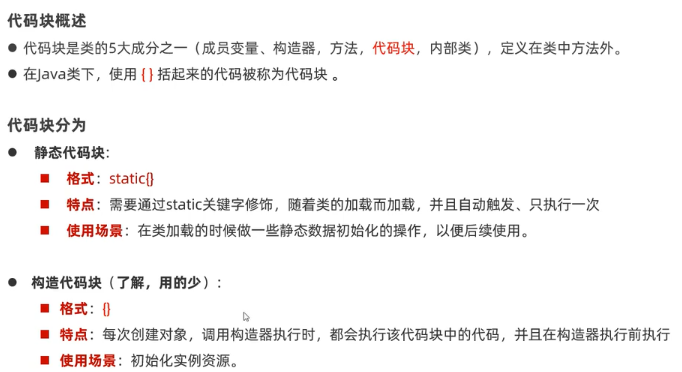 代码块概述
● 代码块是类的5大成分之一（成员变量、构造器，方法，代码块，内部类），定义在类中方法外。
● 在Java类下，使用 { } 括起来的代码被称为代码块 。
代码块分为
● 静态代码块：
■ 格式：static{}
■ 特点：需要通过static关键字修饰，随着类的加载而加载，并且自动触发、只执行一次
■ 使用场景：在类加载的时候做一些静态数据初始化的操作，以便后续使用。
● 构造代码块（了解，用的少）：
■ 格式：{}
■ 特点：每次创建对象，调用构造器执行时，都会执行该代码块中的代码，并且在构造器执行前执行
■ 使用场景：初始化实例资源。